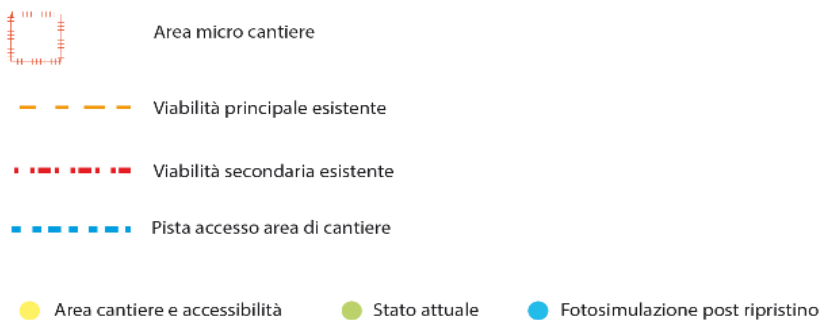 Area micro cantiere
Viabilità principale esistente
Viabilità secondaria esistente
Pista accesso area di cantiere
Area cantiere e accessibilità Stato attuale Fotosimulazione post ripristino